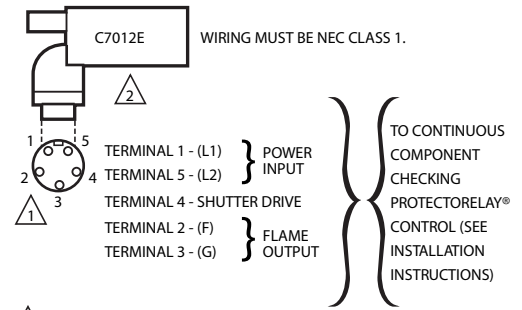 C7012E
WIRING MUST BE NEC CLASS 1.
2
1 5
2 4
3
1
TERMINAL 1 - (L1)
TERMINAL 5 - (L2)
POWER
INPUT
TERMINAL 4 - SHUTTER DRIVE
TERMINAL 2 - (F)
TERMINAL 3 - (G)
FLAME
OUTPUT
TO CONTINUOUS
COMPONENT
CHECKING
PROTECTORELAY®
CONTROL (SEE
INSTALLATION
INSTRUCTIONS)